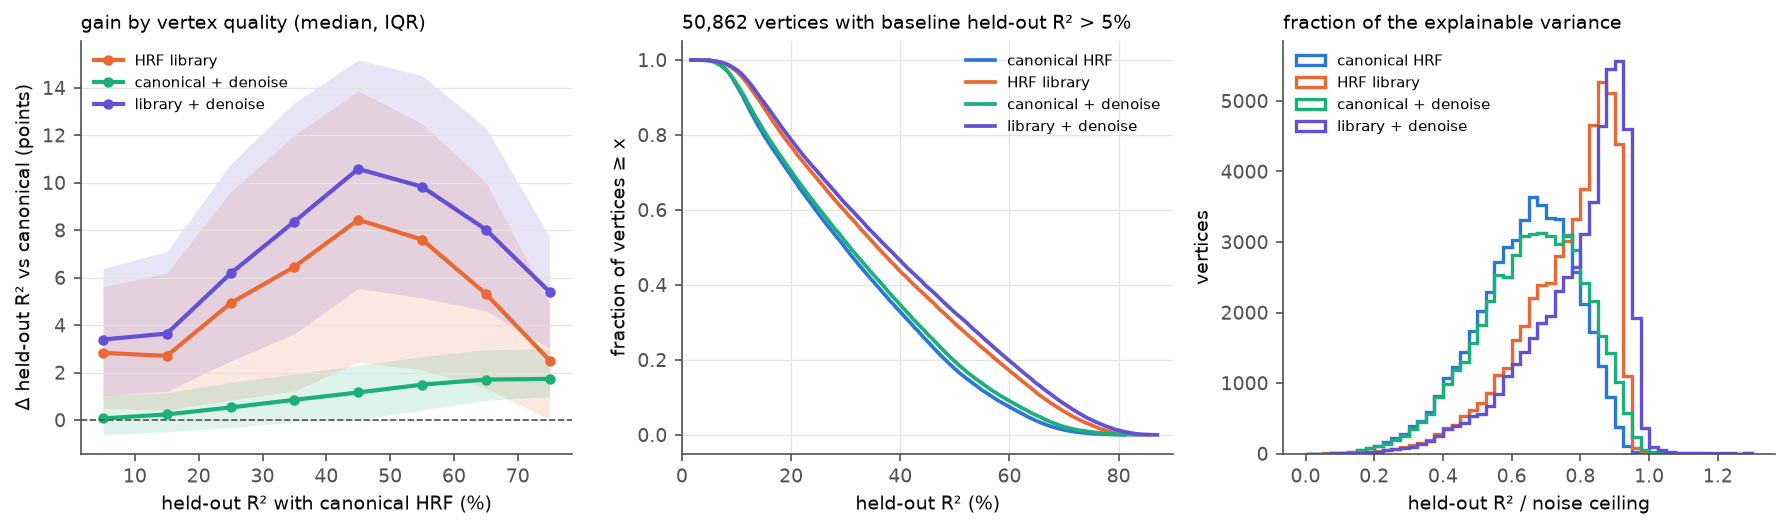 gain by vertex quality (median, IQR)
HRF library
canonical + denoise
library + denoise
14
12
10
8
6
4
2
0
Δ held-out R² vs canonical (points)
10 20 30 40 50 60 70
held-out R² with canonical HRF (%)
50,862 vertices with baseline held-out R² > 5%
canonical HRF
HRF library
canonical + denoise
library + denoise
1.0
0.8
0.6
0.4
0.2
0.0
fraction of vertices ≥ x
0 20 40 60 80
held-out R² (%)
fraction of the explainable variance
canonical HRF
HRF library
canonical + denoise
library + denoise
5000
4000
3000
2000
1000
0
vertices
0.0 0.2 0.4 0.6 0.8 1.0 1.2
held-out R² / noise ceiling